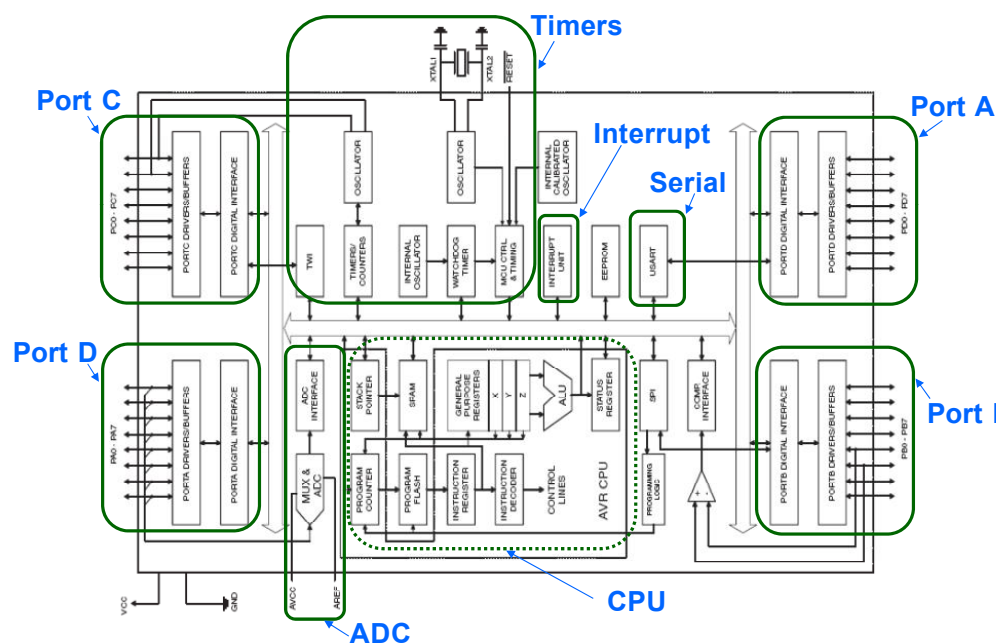 Timers
Port C
Port A
Interrupt
Serial
XTAL1
XTAL2
RESET
PC0 - PC7
PORTC DRIVERS/BUFFERS
PORTC DIGITAL INTERFACE
OSCILLATOR
OSCILLATOR
INTERNAL
CALIBRATED
OSCILLATOR
PORTD DIGITAL INTERFACE
PORTD DRIVERS/BUFFERS
PD0 - PD7
TWI
TIMERS/
COUNTERS
INTERNAL
OSCILLATOR
WATCHDOG
TIMER
MCU CTRL
& TIMING
INTERRUPT
UNIT
EEPROM
USART
Port D
PA0 - PA7
PORTA DRIVERS/BUFFERS
PORTA DIGITAL INTERFACE
ADC
INTERFACE
STACK
POINTER
SRAM
GENERAL
PURPOSE
REGISTERS
X
Y
Z
ALU
STATUS
REGISTER
SPI
COMP.
INTERFACE
PORTB DIGITAL INTERFACE
PORTB DRIVERS/BUFFERS
PB0 - PB7
Port
MUX &
ADC
PROGRAM
COUNTER
PROGRAM
FLASH
INSTRUCTION
REGISTER
INSTRUCTION
DECODER
CONTROL
LINES
AVR CPU
PROGRAMMING
LOGIC
+
-
VCC
GND
AVCC
AREF
ADC
CPU